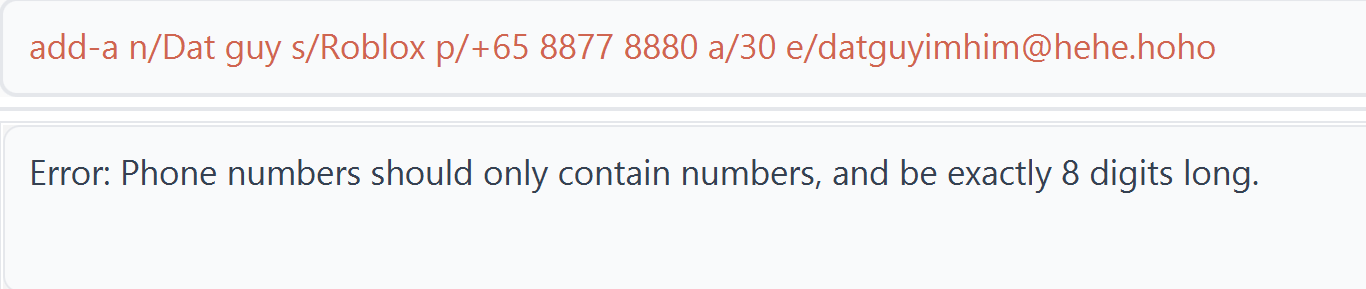 add-a n/Dat guy s/Roblox p/+65 8877 8880 a/30 e/datguyimhim@hehe.hoho
Error: Phone numbers should only contain numbers, and be exactly 8 digits long.